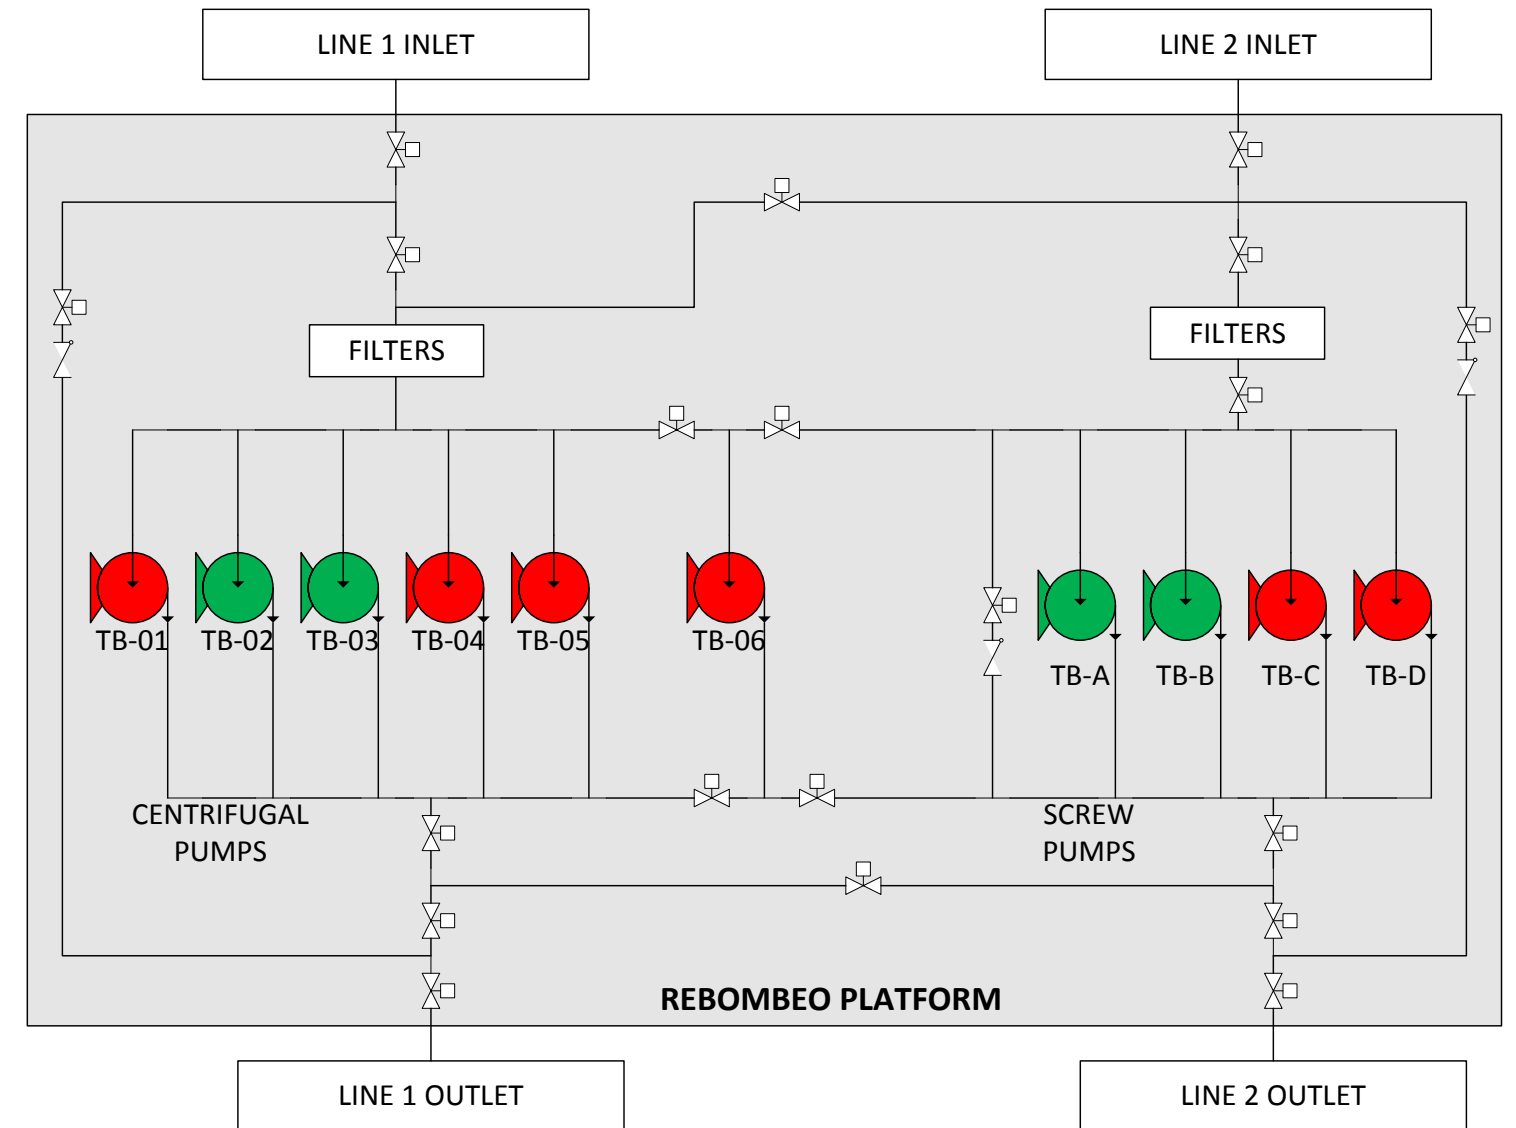 LINE 1 INLET
LINE 2 INLET
FILTERS
FILTERS
TB-01
TB-02
TB-03
TB-04
TB-05
TB-06
TB-A
TB-B
TB-C
TB-D
CENTRIFUGAL
PUMPS
SCREW
PUMPS
REBOMBEO PLATFORM
LINE 1 OUTLET
LINE 2 OUTLET